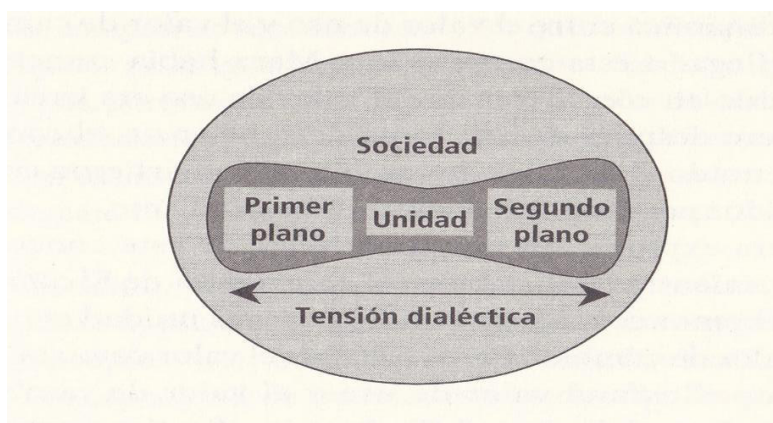 Sociedad
Primer
plano
Unidad
Segundo
plano
Tensión dialéctica